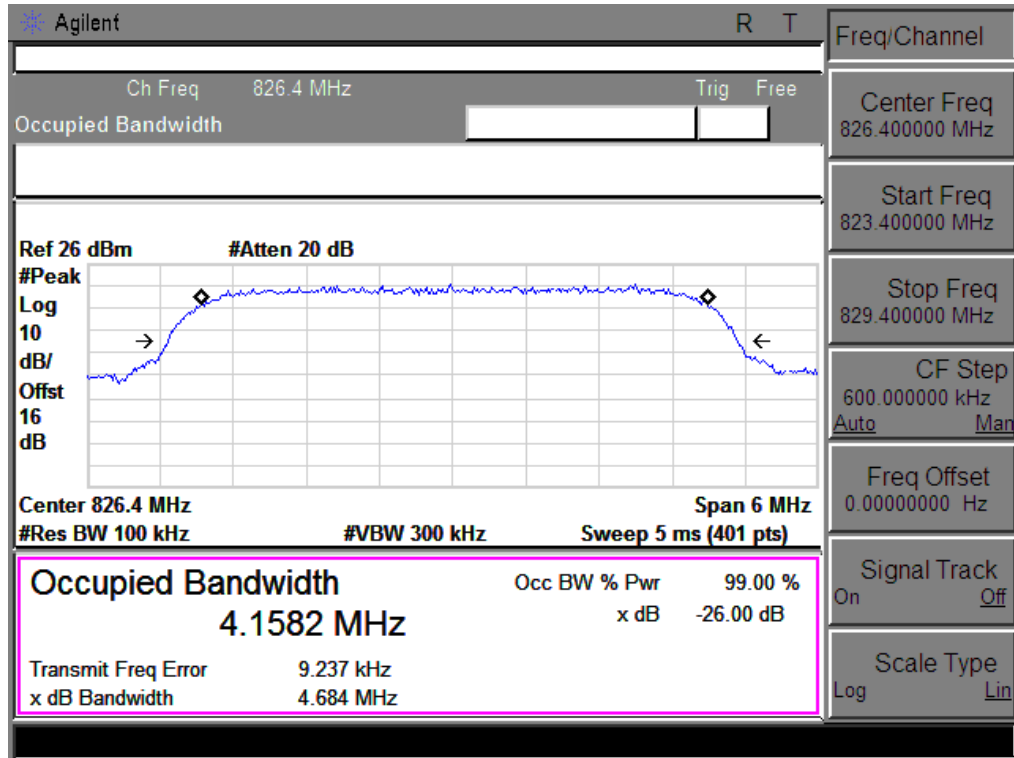 Agilent R T
Ch Freq 826.4 MHz Trig Free
Occupied Bandwidth
Ref 26 dBm #Atten 20 dB
#Peak
Log
10
dB/
Offst
16
dB
Center 826.4 MHz Span 6 MHz
#Res BW 100 kHz #VBW 300 kHz Sweep 5 ms (401 pts)
Occupied Bandwidth Occ BW % Pwr 99.00 %
4.1582 MHz x dB -26.00 dB
Transmit Freq Error 9.237 kHz
x dB Bandwidth 4.684 MHz
Freq/Channel
Center Freq
826.400000 MHz
Start Freq
823.400000 MHz
Stop Freq
829.400000 MHz
CF Step
600.000000 kHz
Auto Man
Freq Offset
0.00000000 Hz
Signal Track
On Off
Scale Type
Log Lin